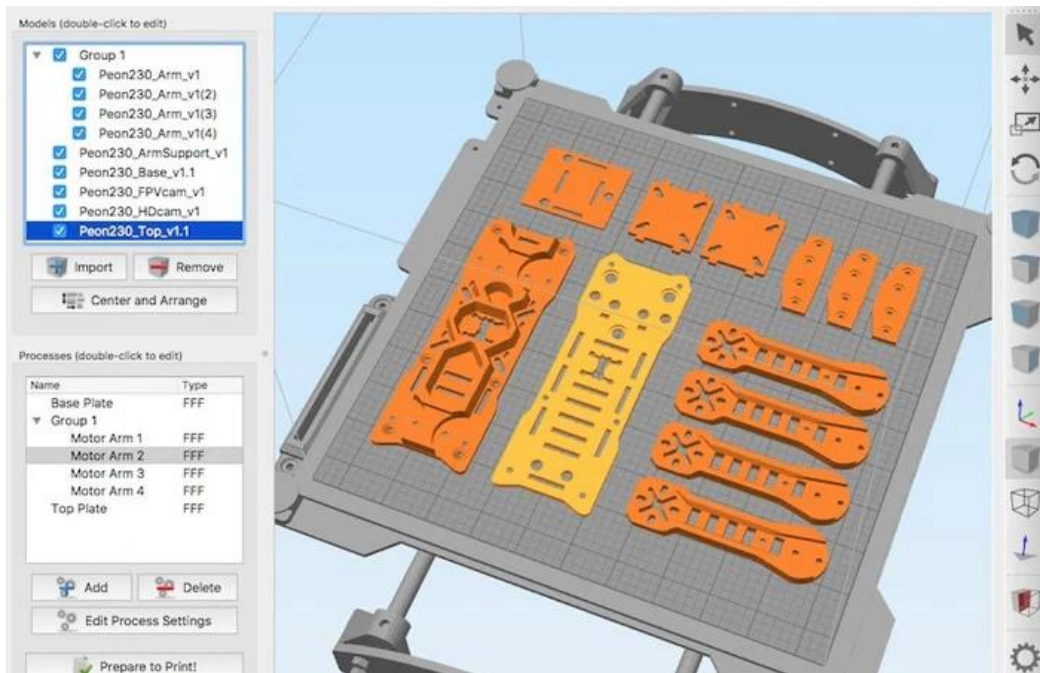 Models (double-click to edit)
Group 1
Peon230_Arm_v1
Peon230_Arm_v1(2)
Peon230_Arm_v1(3)
Peon230_Arm_v1(4)
Peon230_ArmSupport_v1
Peon230_Base_v1.1
Peon230_FPVcam_v1
Peon230_HDcam_v1
Peon230_Top_v1.1
Import Remove
Center and Arrange
Processes (double-click to edit)
Name Type
Base Plate FFF
Group 1
Motor Arm 1 FFF
Motor Arm 2 FFF
Motor Arm 3 FFF
Motor Arm 4 FFF
Top Plate FFF
Add Delete
Edit Process Settings
Prepare to Print!